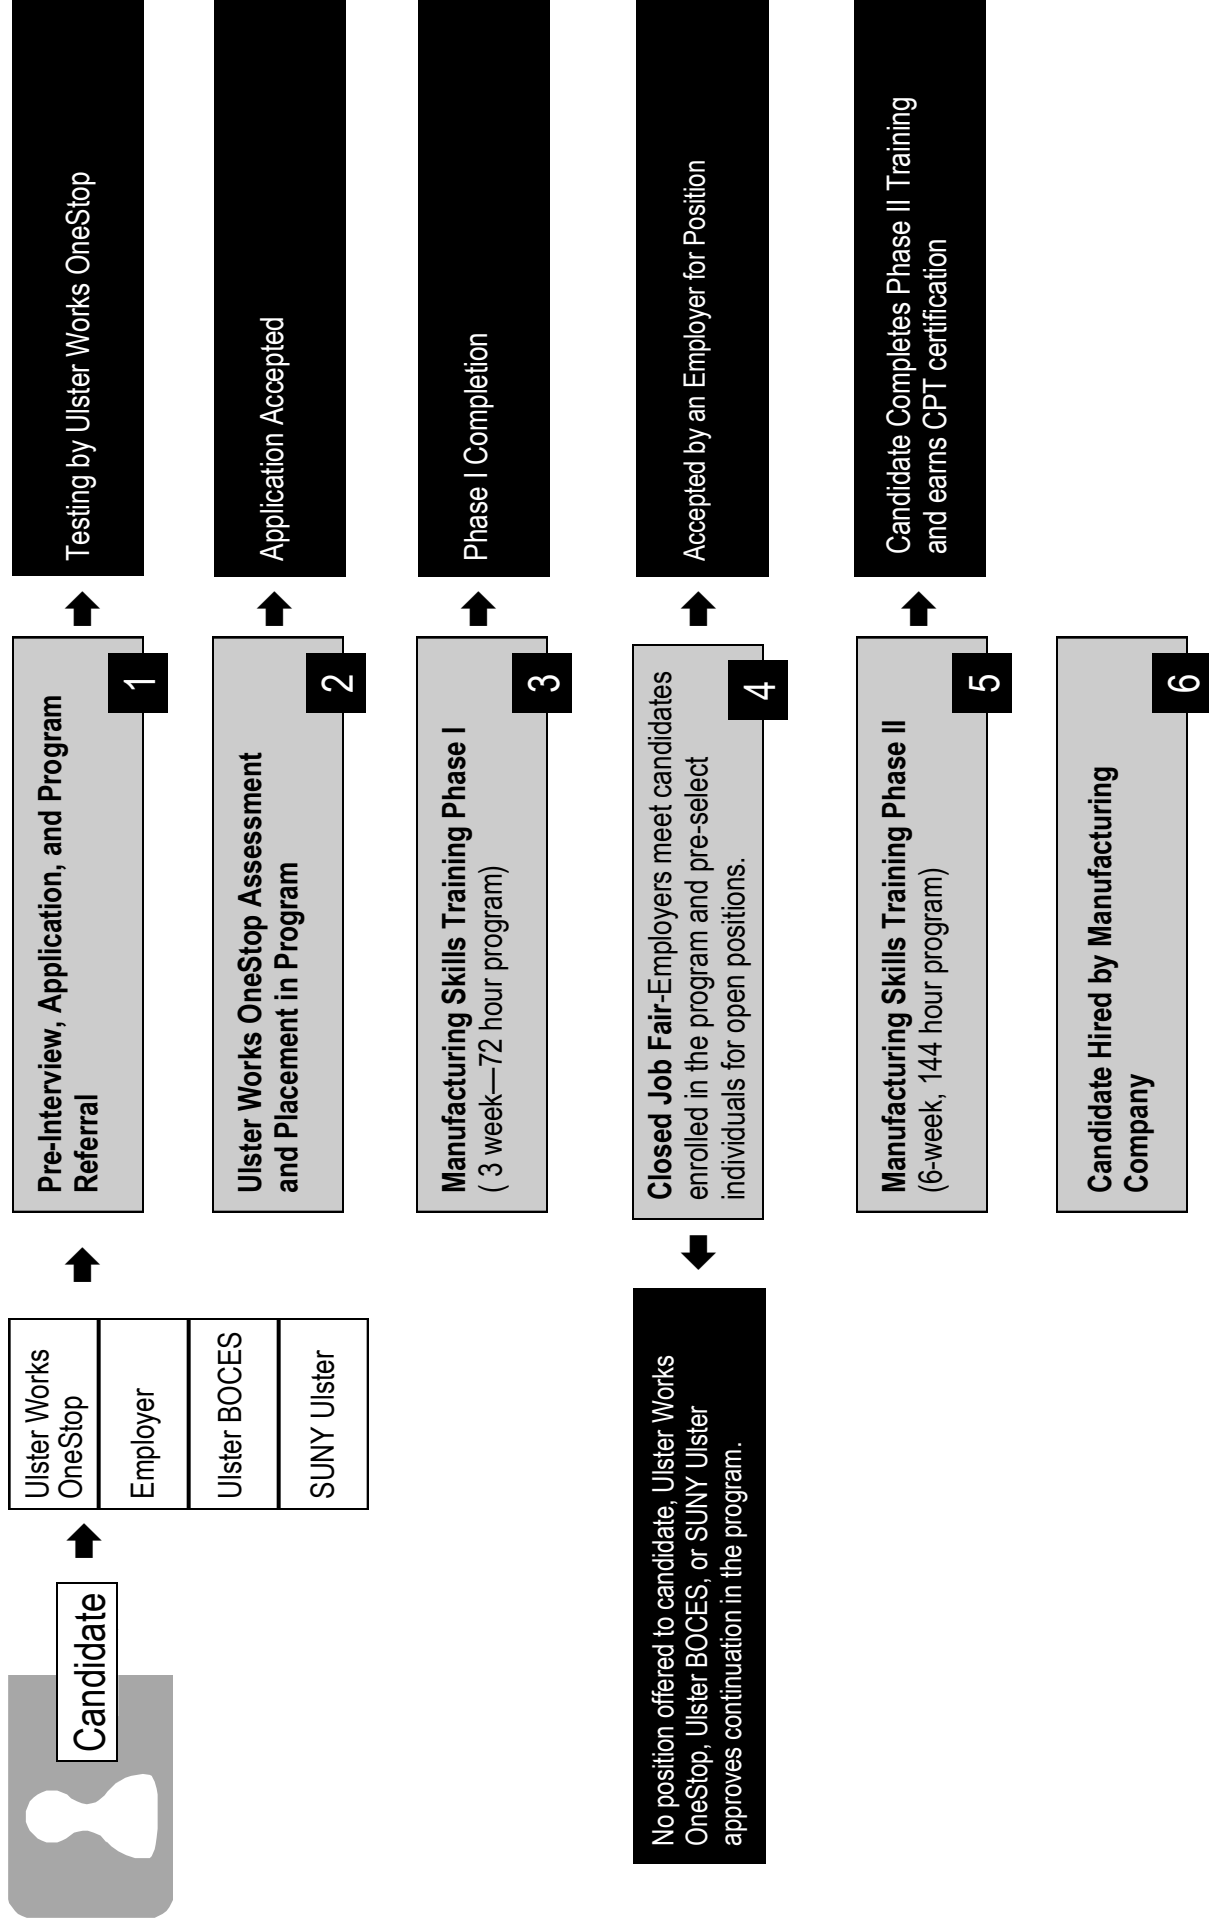 Candidate
Ulster Works
OneStop
Employer
Ulster BOCES
SUNY Ulster
Pre-Interview, Application, and Program
Referral
1
Testing by Ulster Works OneStop
Ulster Works OneStop Assessment
and Placement in Program
2
Application Accepted
Manufacturing Skills Training Phase I
( 3 week—72 hour program)
3
Phase I Completion
No position offered to candidate, Ulster Works
OneStop, Ulster BOCES, or SUNY Ulster
approves continuation in the program.
Closed Job Fair-Employers meet candidates
enrolled in the program and pre-select
individuals for open positions.
4
Accepted by an Employer for Position
Manufacturing Skills Training Phase II
(6-week, 144 hour program)
5
Candidate Completes Phase II Training
and earns CPT certification
Candidate Hired by Manufacturing
Company
6